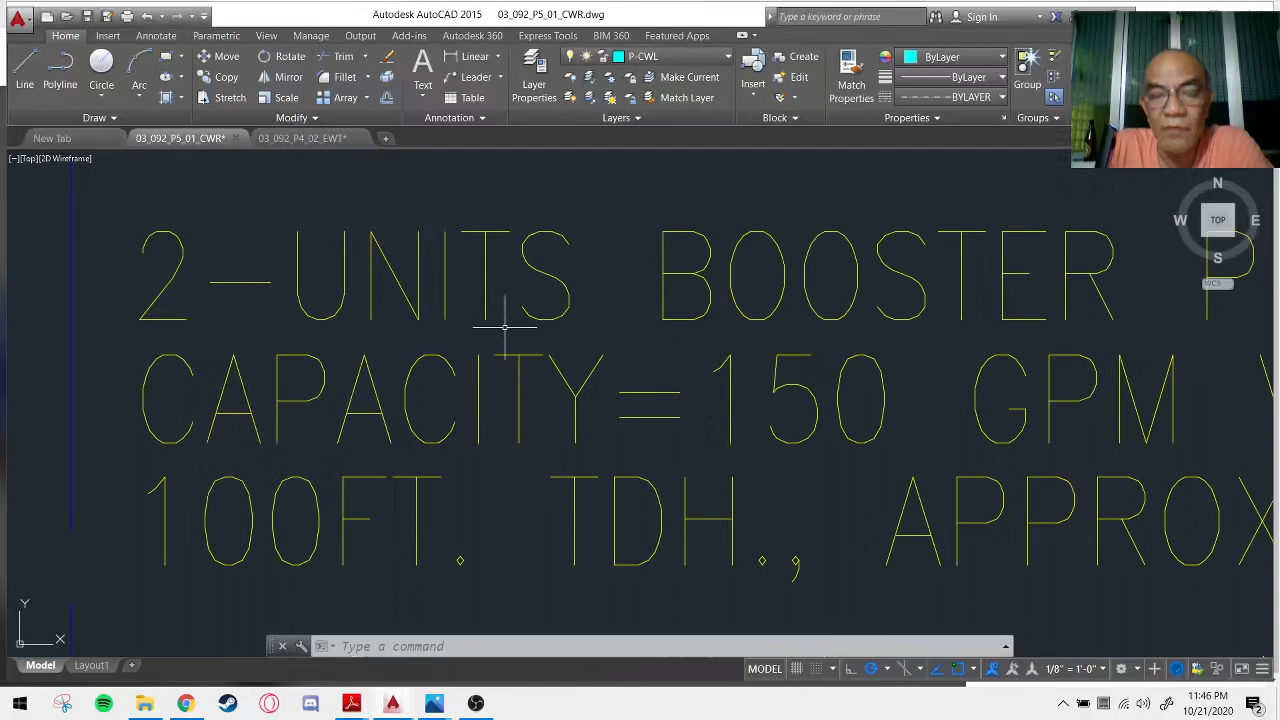 Autodesk AutoCAD 2015 03_092_P5_01_CWR.dwg
Type a keyword or phrase
Sign In
Home Insert Annotate Parametric View Manage Output Add-ins Autodesk 360 Express Tools BIM 360 Featured Apps
Line
Polyline
Circle
Arc
Move
Rotate
Trim
Copy
Mirror
Fillet
Stretch
Scale
Array
Draw
Modify
Text
Linear
Leader
Table
Annotation
Layer
Properties
P-CWL
Make Current
Match Layer
Layers
Insert
Create
Edit
Block
Match
Properties
ByLayer
ByLayer
BYLAYER
Properties
Group
Groups
New Tab
03_092_P5_01_CWR*
03_092_P4_02_EWT*
[–][Top][2D Wireframe]
N
W TOP E
S
WCS
2-UNITS BOOSTER P
CAPACITY=150 GPM
100FT. TDH., APPROX
Y
X
Type a command
Model Layout1
MODEL
1/8" = 1'-0"
11:46 PM
10/21/2020
2